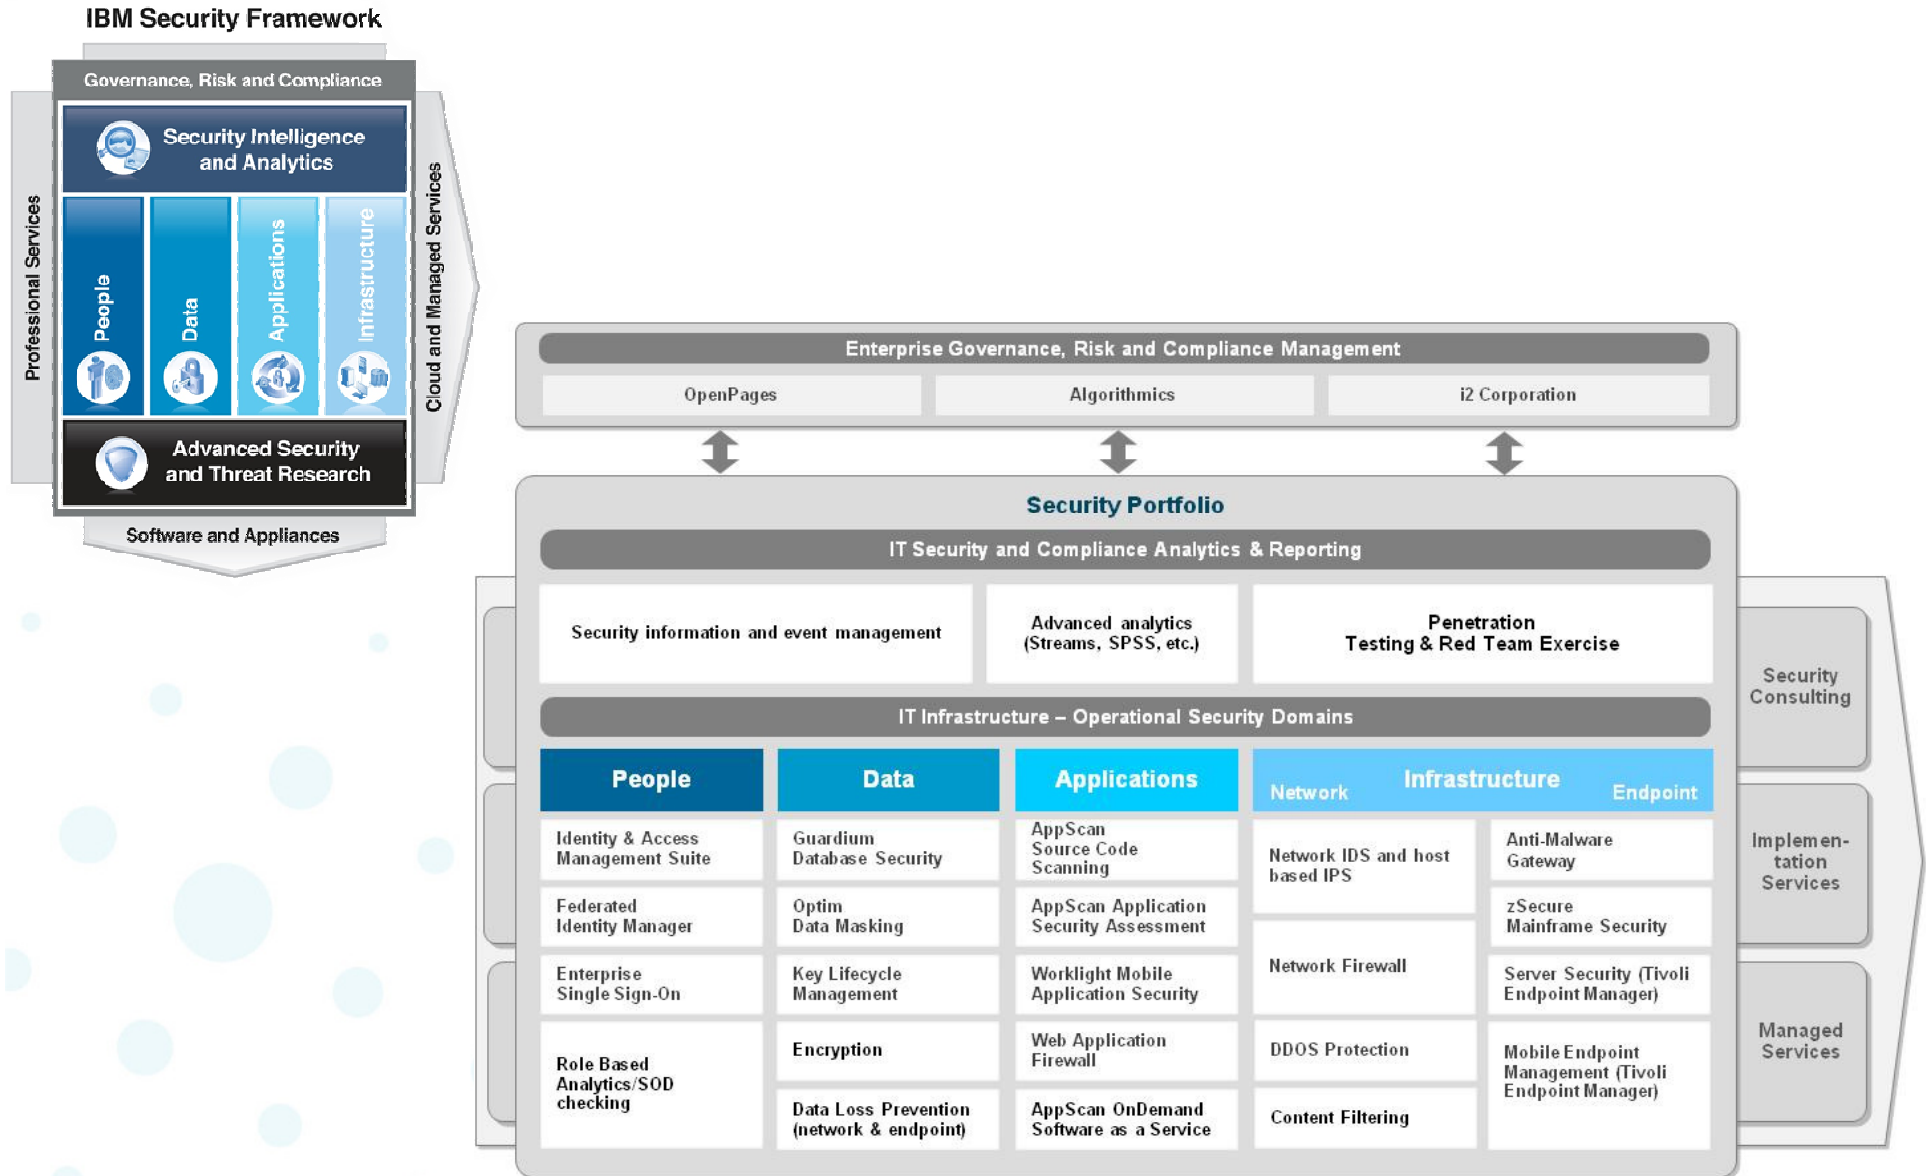 IBM Security Framework
Governance, Risk and Compliance
Security Intelligence
and Analytics
Professional Services
People
Data
Applications
Infrastructure
Cloud and Managed Services
Advanced Security
and Threat Research
Software and Appliances
Enterprise Governance, Risk and Compliance Management
OpenPages
Algorithmics
i2 Corporation
Security Portfolio
IT Security and Compliance Analytics & Reporting
Security information and event management
Advanced analytics
(Streams, SPSS, etc.)
Penetration
Testing & Red Team Exercise
IT Infrastructure – Operational Security Domains
People
Identity & Access
Management Suite
Federated
Identity Manager
Enterprise
Single Sign-On
Role Based
Analytics/SOD
checking
Data
Guardium
Database Security
Optim
Data Masking
Key Lifecycle
Management
Encryption
Data Loss Prevention
(network & endpoint)
Applications
AppScan
Source Code
Scanning
AppScan Application
Security Assessment
Worklight Mobile
Application Security
Web Application
Firewall
AppScan OnDemand
Software as a Service
Infrastructure
Network
Endpoint
Network IDS and host
based IPS
Network Firewall
DDOS Protection
Content Filtering
Anti-Malware
Gateway
zSecure
Mainframe Security
Server Security (Tivoli
Endpoint Manager)
Mobile Endpoint
Management (Tivoli
Endpoint Manager)
Security
Consulting
Implemen-
tation
Services
Managed
Services